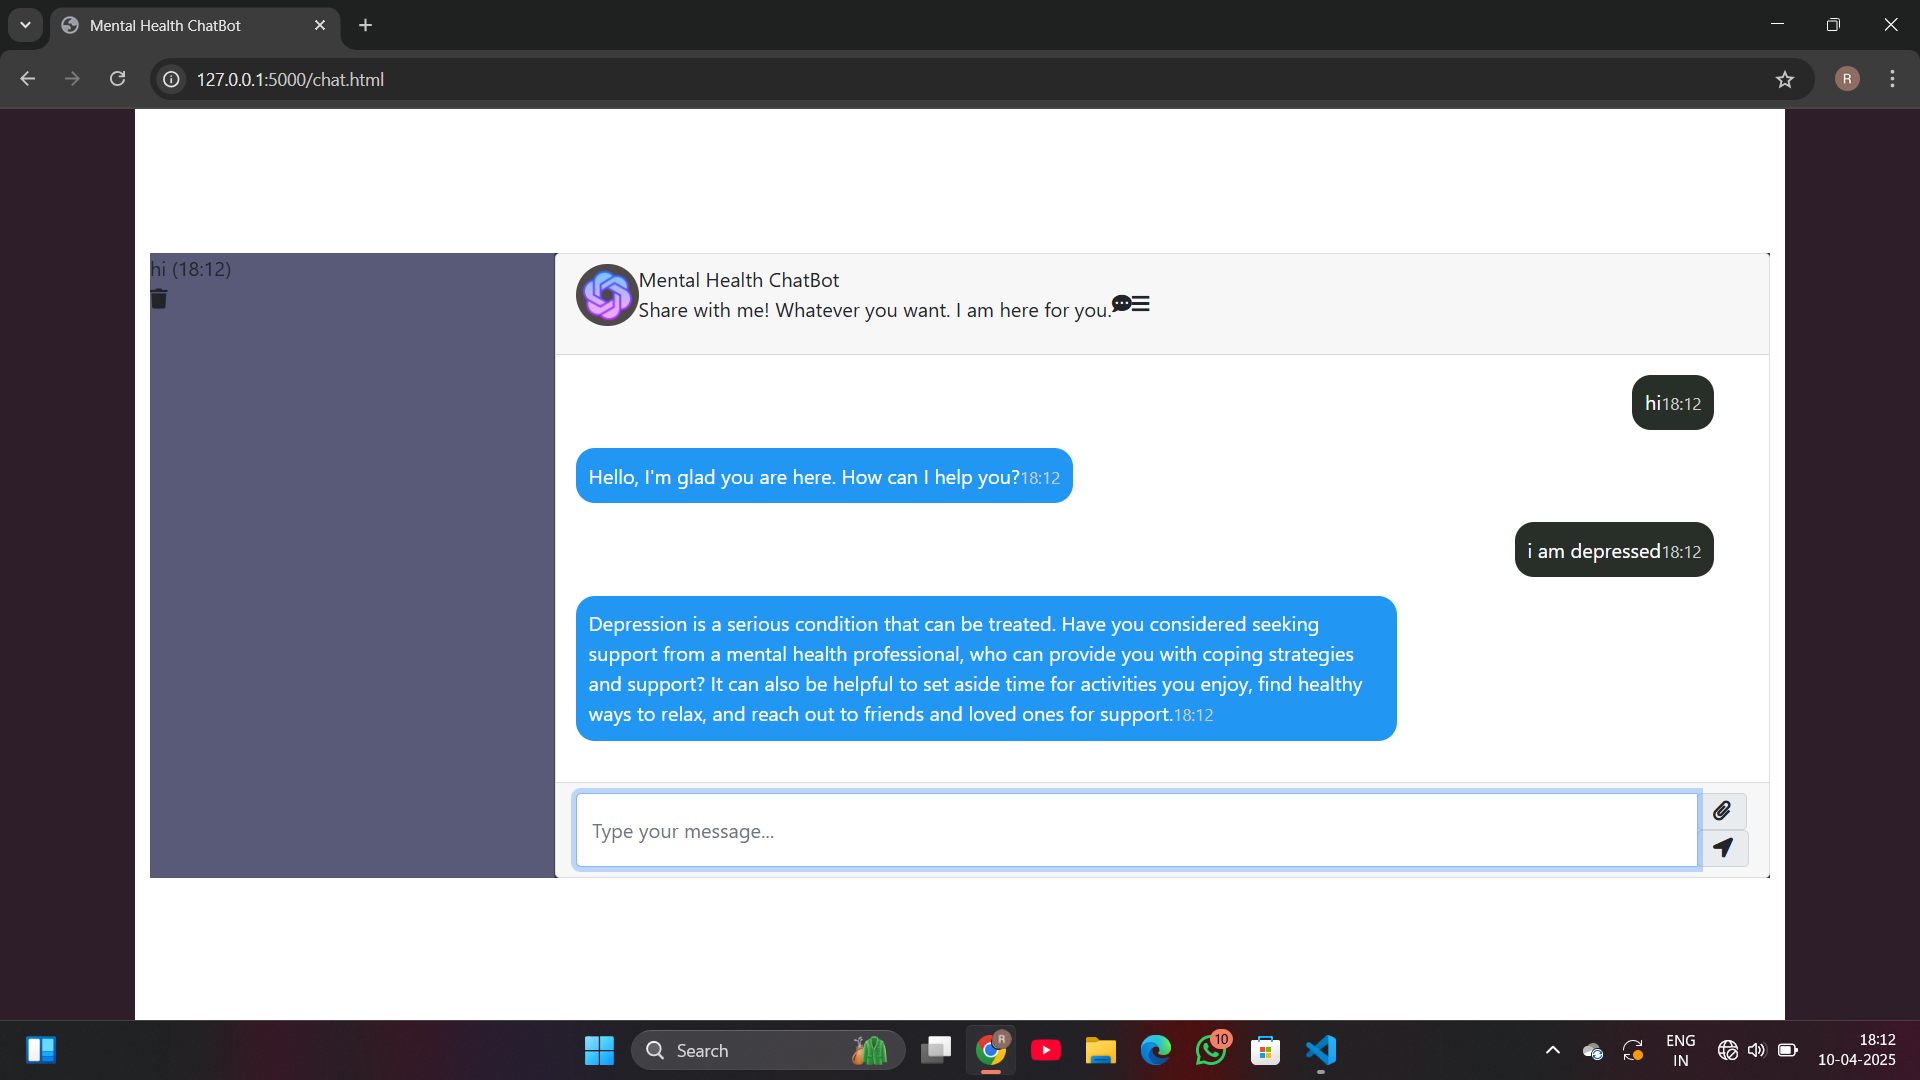 Mental Health ChatBot
127.0.0.1:5000/chat.html
R
hi (18:12)
Mental Health ChatBot
Share with me! Whatever you want. I am here for you.
hi18:12
Hello, I'm glad you are here. How can I help you?18:12
i am depressed18:12
Depression is a serious condition that can be treated. Have you considered seeking
support from a mental health professional, who can provide you with coping strategies
and support? It can also be helpful to set aside time for activities you enjoy, find healthy
ways to relax, and reach out to friends and loved ones for support.18:12
Type your message...
Search
R
10
ENG
IN
18:12
10-04-2025